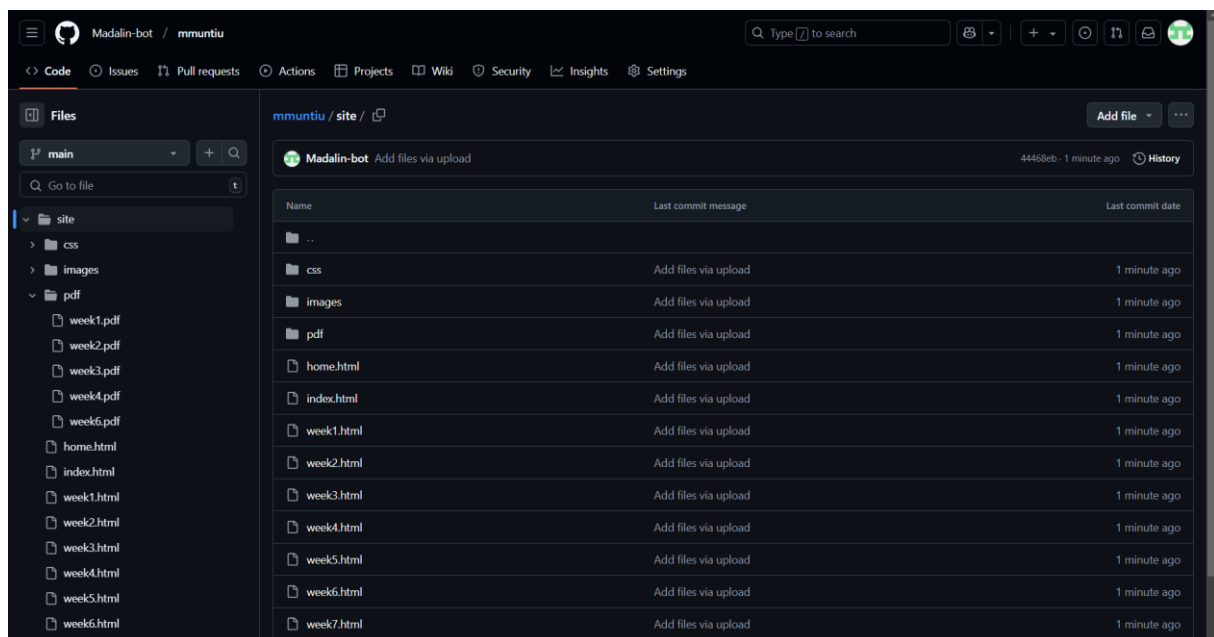 Madalin-bot / mmuntiu
Type / to search
<> Code Issues Pull requests Actions Projects Wiki Security Insights Settings
Files
mmuntiu / site /
Add file
main
Madalin-bot Add files via upload 44468eb · 1 minute ago History
Go to file t
Name Last commit message Last commit date
site
..
css
css Add files via upload 1 minute ago
images
images Add files via upload 1 minute ago
pdf
pdf Add files via upload 1 minute ago
week1.pdf
week2.pdf
home.html Add files via upload 1 minute ago
week3.pdf
week4.pdf
index.html Add files via upload 1 minute ago
week6.pdf
week1.html Add files via upload 1 minute ago
home.html
week2.html Add files via upload 1 minute ago
index.html
week1.html
week3.html Add files via upload 1 minute ago
week2.html
week4.html Add files via upload 1 minute ago
week3.html
week5.html Add files via upload 1 minute ago
week4.html
week5.html
week6.html Add files via upload 1 minute ago
week6.html
week7.html Add files via upload 1 minute ago